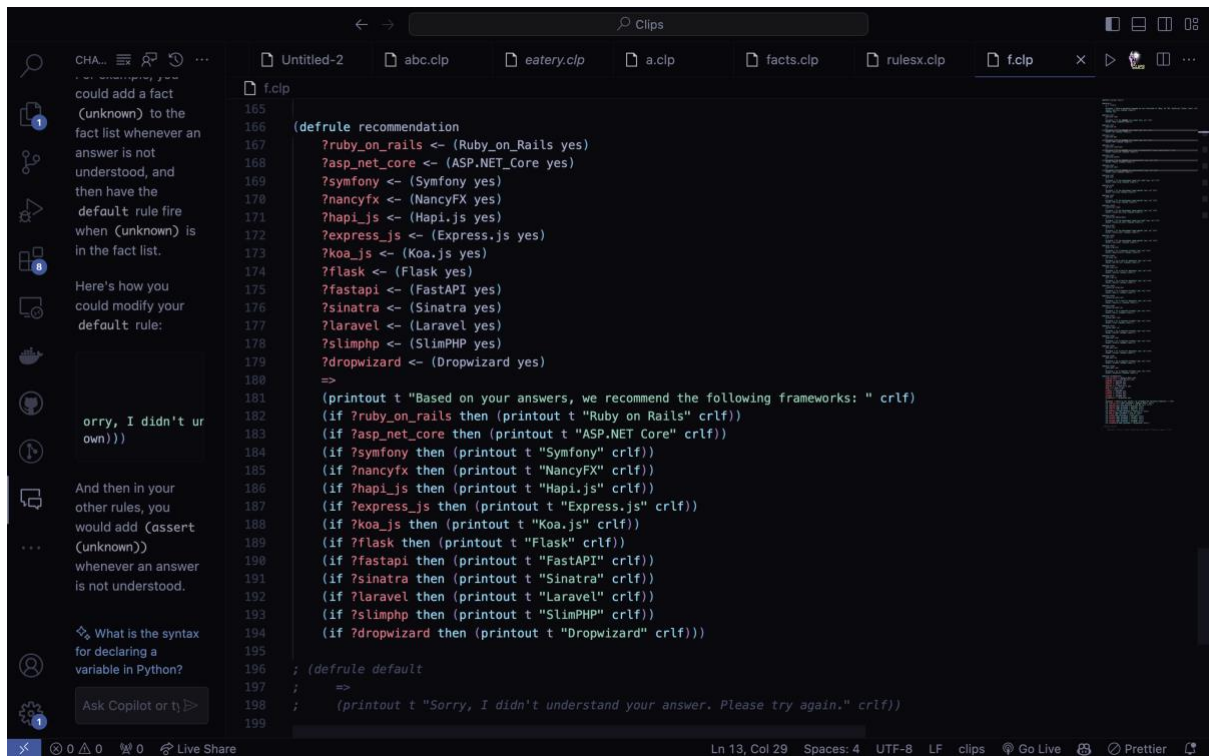 Clips
CHA...
Untitled-2
abc.clp
eatery.clp
a.clp
facts.clp
rulesx.clp
f.clp
f.clp
could add a fact
(unknown) to the
fact list whenever an
answer is not
understood, and
then have the
default rule fire
when (unknown) is
in the fact list.
Here's how you
could modify your
default rule:
orry, I didn't ur
own)))
And then in your
other rules, you
would add (assert
(unknown))
whenever an answer
is not understood.
What is the syntax
for declaring a
variable in Python?
Ask Copilot or ty
1
8
1
165
166 (defrule recommendation
167 ?ruby_on_rails <- (Ruby_on_Rails yes)
168 ?asp_net_core <- (ASP.NET_Core yes)
169 ?symfony <- (Symfony yes)
170 ?nancyfx <- (NancyFX yes)
171 ?hapi_js <- (Hapi.js yes)
172 ?express_js <- (Express.js yes)
173 ?koa_js <- (Koa.js yes)
174 ?flask <- (Flask yes)
175 ?fastapi <- (FastAPI yes)
176 ?sinatra <- (Sinatra yes)
177 ?laravel <- (Laravel yes)
178 ?slimphp <- (SlimPHP yes)
179 ?dropwizard <- (Dropwizard yes)
180 =>
181 (printout t "Based on your answers, we recommend the following frameworks: " crlf)
182 (if ?ruby_on_rails then (printout t "Ruby on Rails" crlf))
183 (if ?asp_net_core then (printout t "ASP.NET Core" crlf))
184 (if ?symfony then (printout t "Symfony" crlf))
185 (if ?nancyfx then (printout t "NancyFX" crlf))
186 (if ?hapi_js then (printout t "Hapi.js" crlf))
187 (if ?express_js then (printout t "Express.js" crlf))
188 (if ?koa_js then (printout t "Koa.js" crlf))
189 (if ?flask then (printout t "Flask" crlf))
190 (if ?fastapi then (printout t "FastAPI" crlf))
191 (if ?sinatra then (printout t "Sinatra" crlf))
192 (if ?laravel then (printout t "Laravel" crlf))
193 (if ?slimphp then (printout t "SlimPHP" crlf))
194 (if ?dropwizard then (printout t "Dropwizard" crlf)))
195
196 ; (defrule default
197 ; =>
198 ; (printout t "Sorry, I didn't understand your answer. Please try again." crlf))
199
0 0 0 Live Share
Ln 13, Col 29 Spaces: 4 UTF-8 LF clips Go Live Prettier